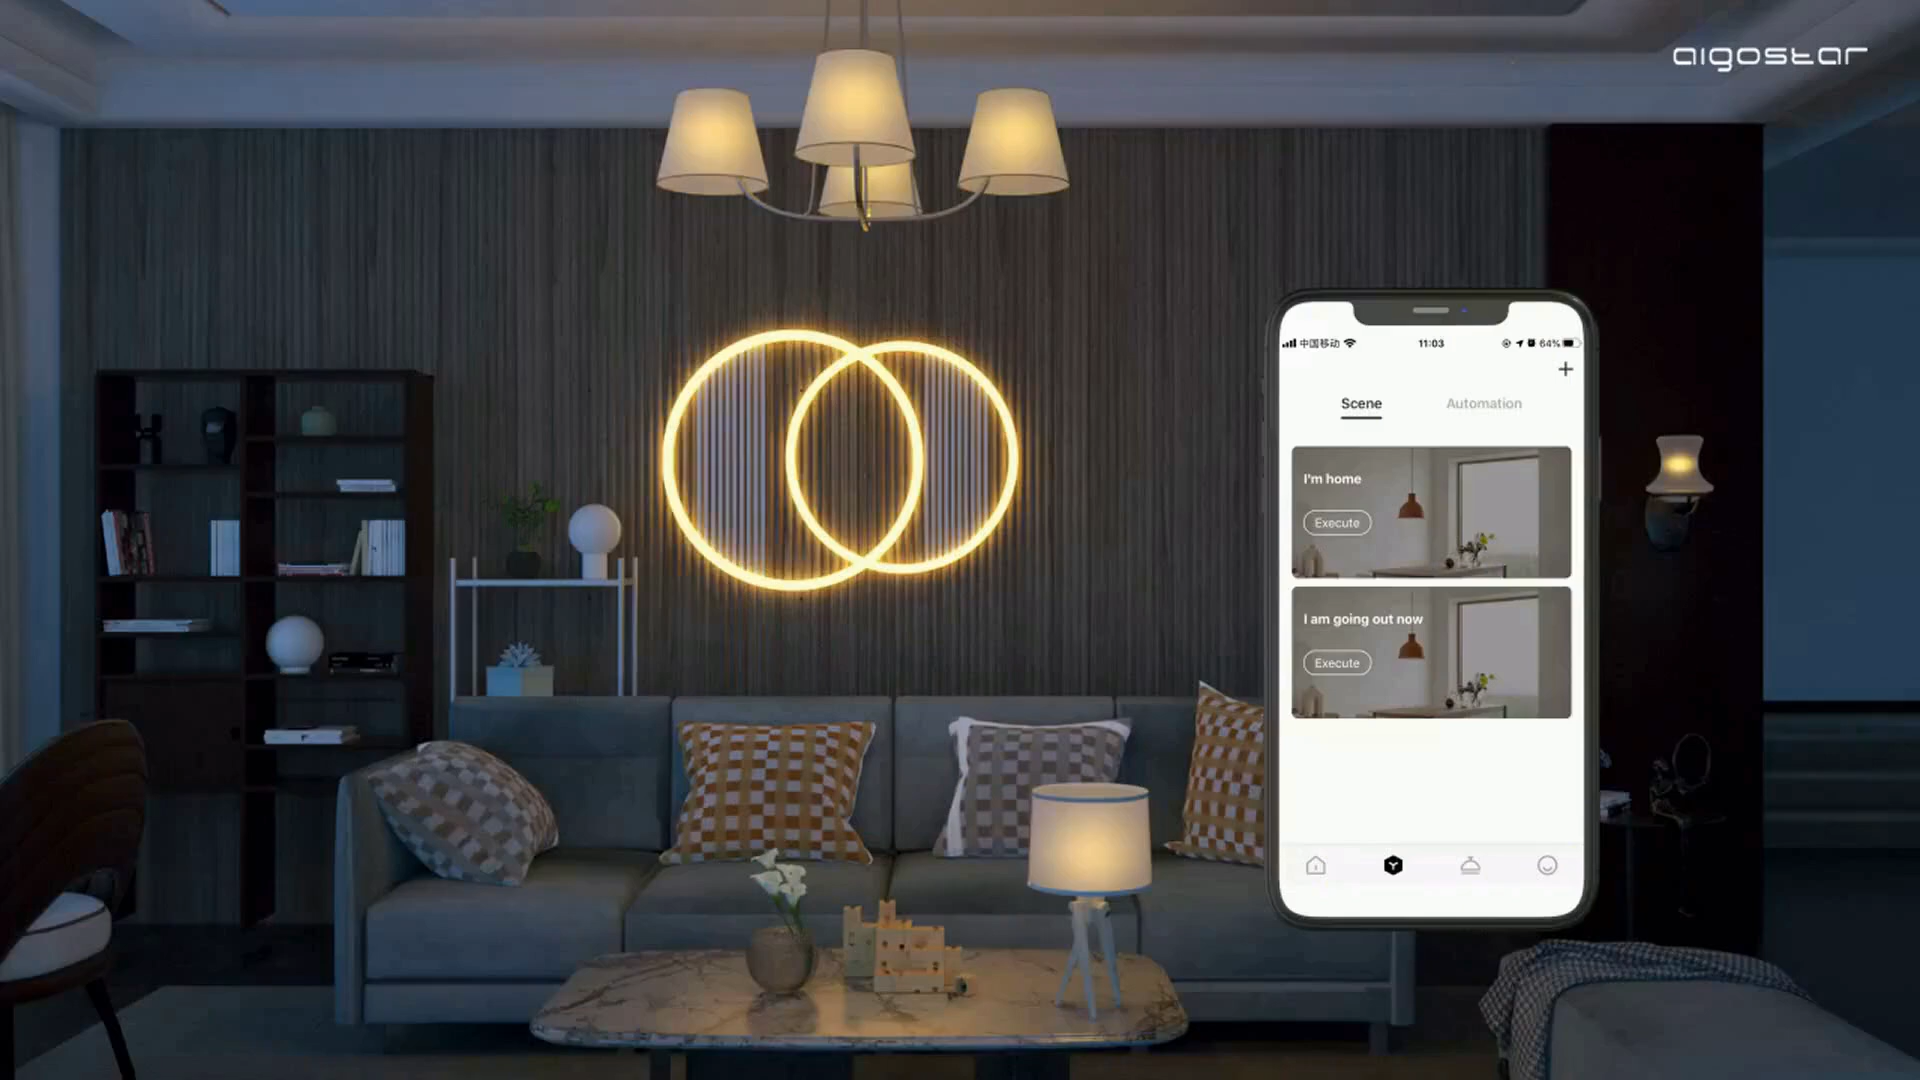 aigostar
中国移动
11:03
64%
+
Scene
Automation
I'm home
Execute
I am going out now
Execute